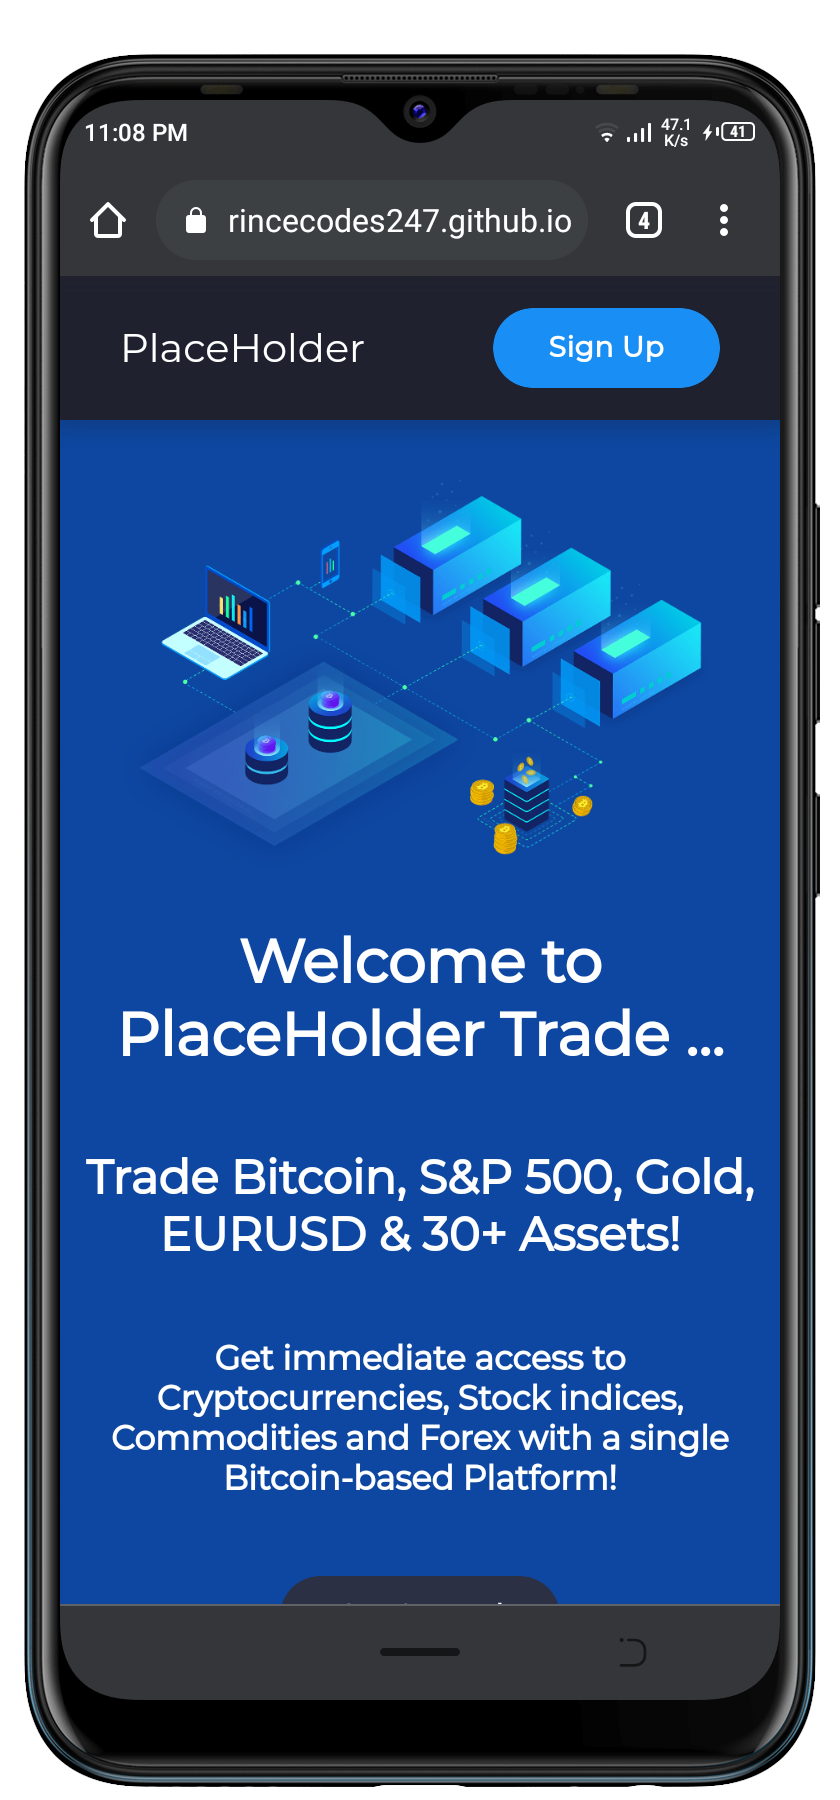 11:08 PM
47.1
K/s
41
rincecodes247.github.io
4
PlaceHolder
Sign Up
Welcome to
PlaceHolder Trade ...
Trade Bitcoin, S&P 500, Gold,
EURUSD & 30+ Assets!
Get immediate access to
Cryptocurrencies, Stock indices,
Commodities and Forex with a single
Bitcoin-based Platform!